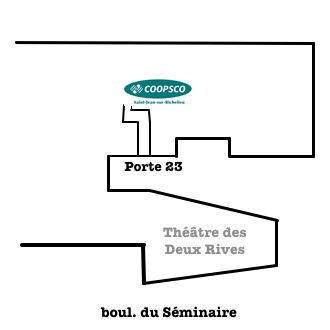 COOPSCO
Saint-Jean-sur-Richelieu
Porte 23
Théâtre des
Deux Rives
boul. du Séminaire